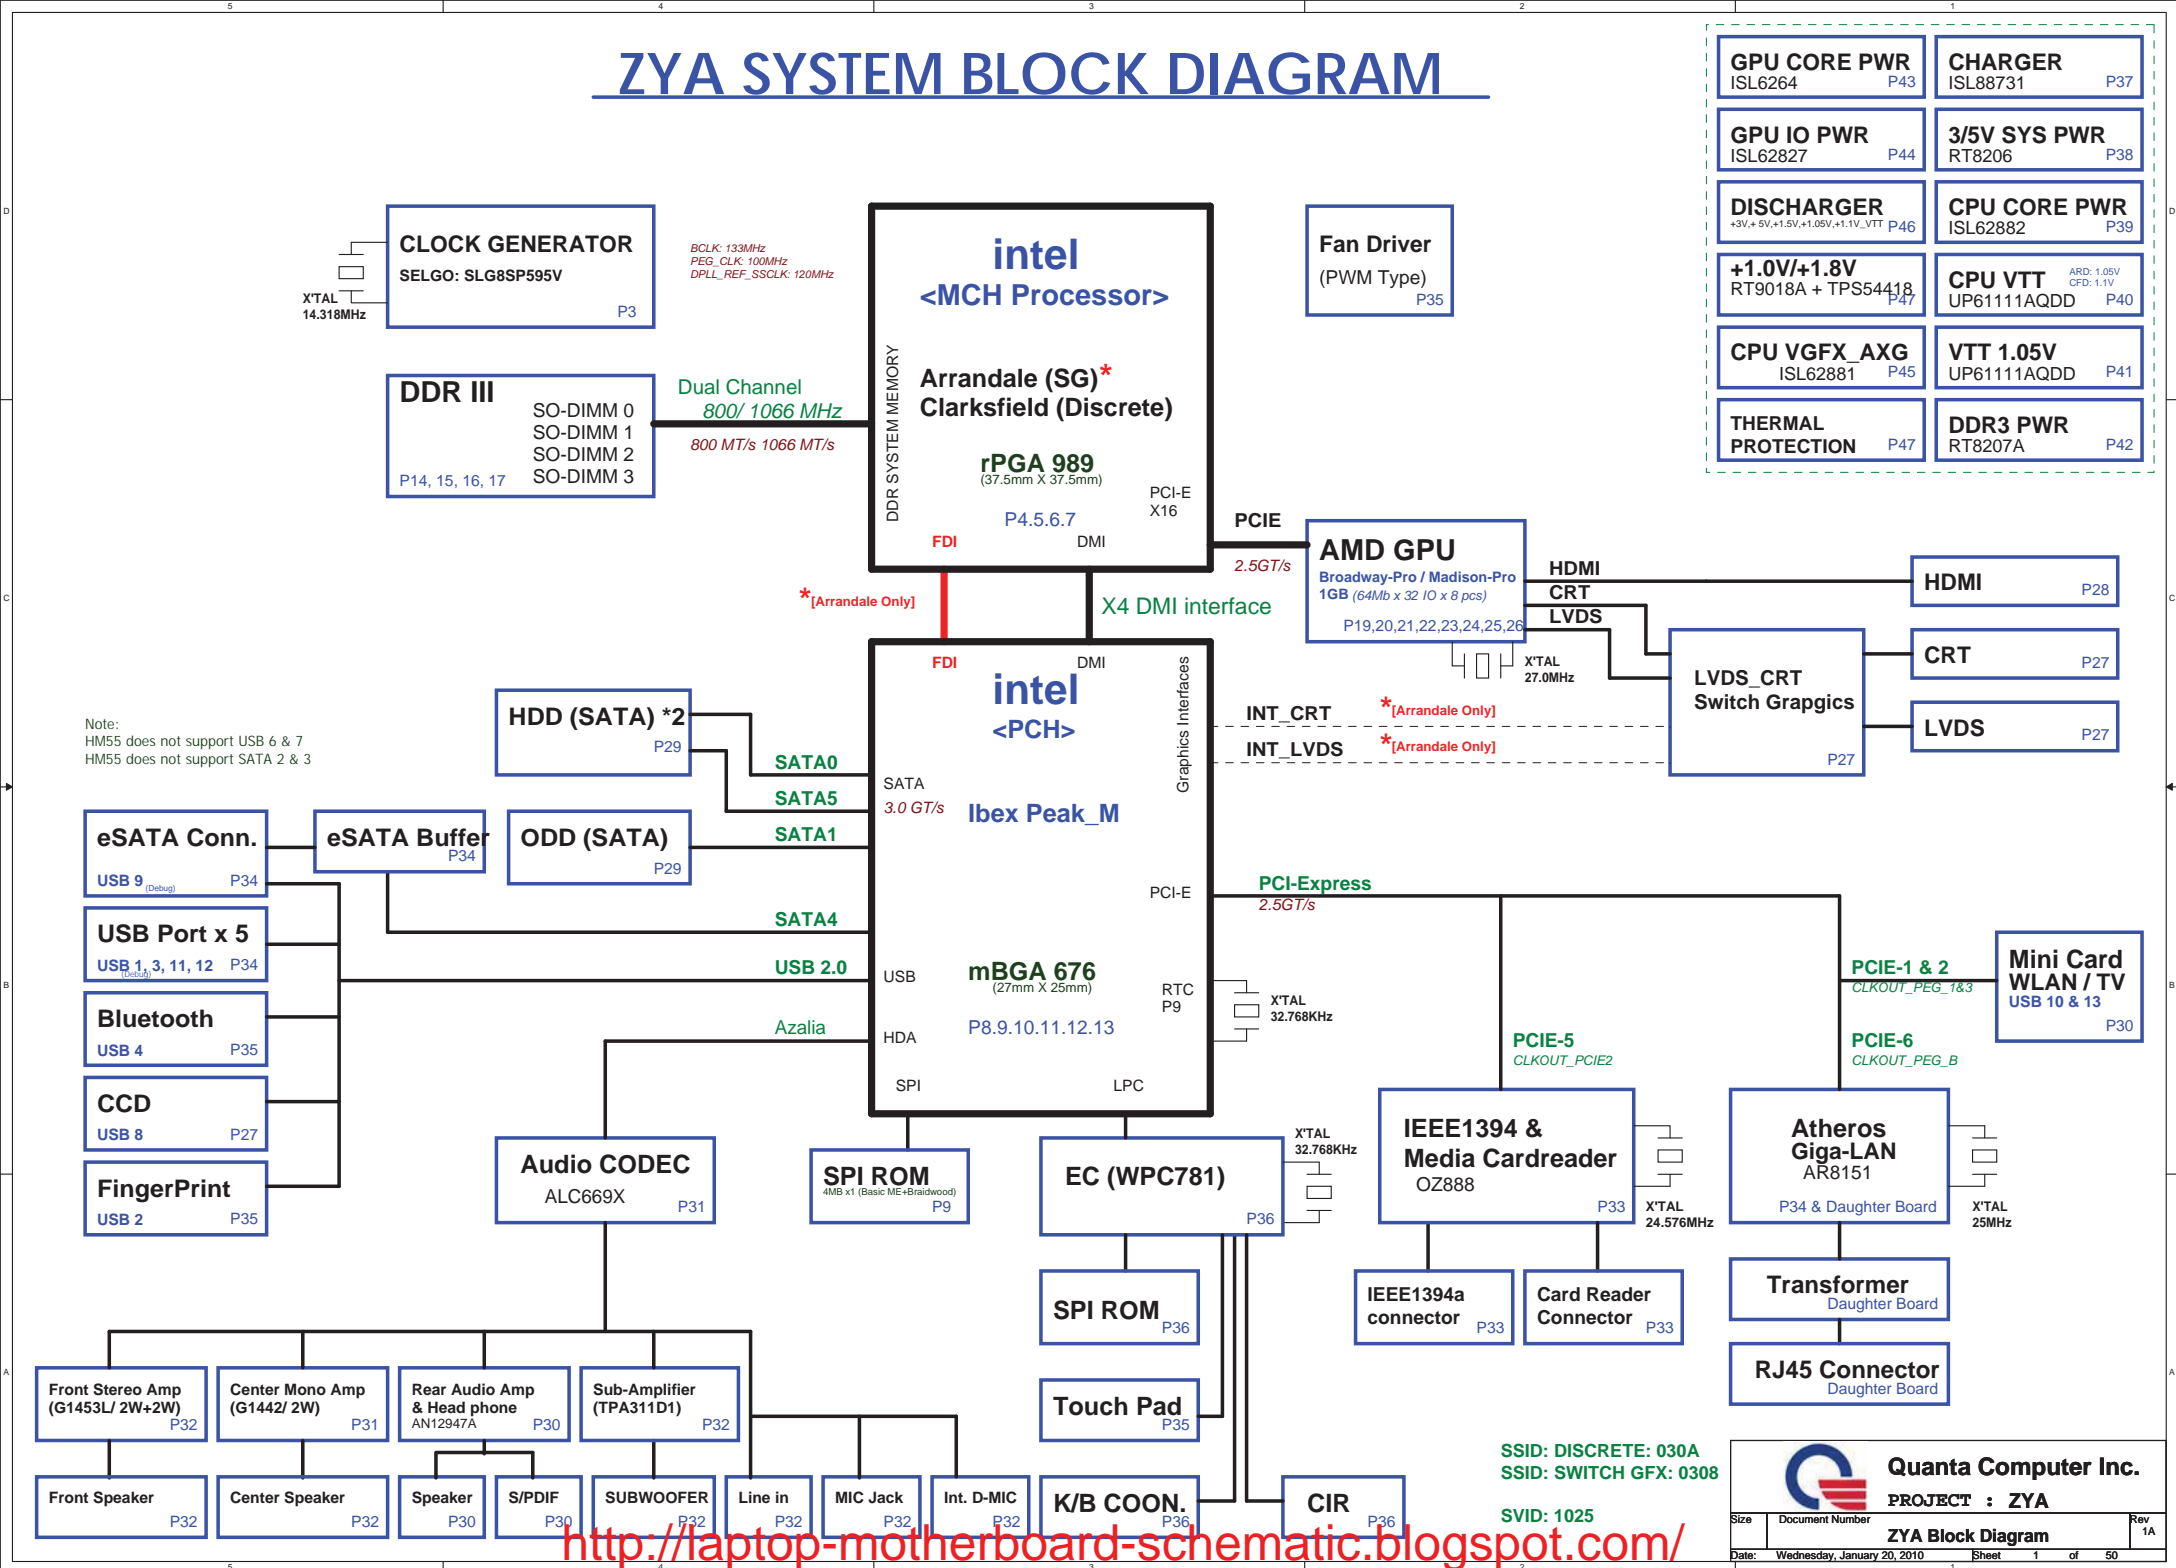 5 4 3 2 1
ZYA SYSTEM BLOCK DIAGRAM
GPU CORE PWR
ISL6264 P43
CHARGER
ISL88731 P37
GPU IO PWR
ISL62827 P44
3/5V SYS PWR
RT8206 P38
DISCHARGER
+3V,+ 5V,+1.5V,+1.05V,+1.1V_VTT P46
CPU CORE PWR
ISL62882 P39
+1.0V/+1.8V
RT9018A + TPS54418
P47
CPU VTT
ARD: 1.05V
CFD: 1.1V
UP61111AQDD P40
CPU VGFX_AXG
ISL62881 P45
VTT 1.05V
UP61111AQDD P41
THERMAL
PROTECTION P47
DDR3 PWR
RT8207A P42
D
D
CLOCK GENERATOR
SELGO: SLG8SP595V
P3
X'TAL
14.318MHz
BCLK: 133MHz
PEG_CLK: 100MHz
DPLL_REF_SSCLK: 120MHz
intel
<MCH Processor>
Arrandale (SG)*
Clarksfield (Discrete)
rPGA 989
(37.5mm X 37.5mm)
P4.5.6.7
DDR SYSTEM MEMORY
PCI-E
X16
FDI
DMI
Fan Driver
(PWM Type)
P35
DDR III
SO-DIMM 0
SO-DIMM 1
SO-DIMM 2
SO-DIMM 3
P14, 15, 16, 17
Dual Channel
800/ 1066 MHz
800 MT/s 1066 MT/s
PCIE
2.5GT/s
AMD GPU
Broadway-Pro / Madison-Pro
1GB (64Mb x 32 IO x 8 pcs)
P19,20,21,22,23,24,25,26
X'TAL
27.0MHz
HDMI
CRT
LVDS
HDMI
P28
CRT
P27
LVDS
P27
LVDS_CRT
Switch Grapgics
P27
C
C
*[Arrandale Only]
X4 DMI interface
FDI
DMI
intel
<PCH>
Ibex Peak_M
mBGA 676
(27mm X 25mm)
P8.9.10.11.12.13
Graphics Interfaces
INT_CRT
*[Arrandale Only]
INT_LVDS
*[Arrandale Only]
Note:
HM55 does not support USB 6 & 7
HM55 does not support SATA 2 & 3
HDD (SATA) *2
P29
SATA0
SATA5
SATA1
SATA
3.0 GT/s
ODD (SATA)
P29
eSATA Conn.
USB 9 (Debug) P34
eSATA Buffer
P34
SATA4
USB 2.0
USB
USB Port x 5
USB 1, 3, 11, 12 P34
(Debug)
Bluetooth
USB 4 P35
CCD
USB 8 P27
FingerPrint
USB 2 P35
B
B
Azalia
HDA
SPI
LPC
RTC
P9
X'TAL
32.768KHz
PCI-E
PCI-Express
2.5GT/s
PCIE-1 & 2
CLKOUT_PEG_1&3
Mini Card
WLAN / TV
USB 10 & 13
P30
PCIE-5
CLKOUT_PCIE2
PCIE-6
CLKOUT_PEG_B
Audio CODEC
ALC669X
P31
SPI ROM
4MB x1 (Basic ME+Braidwood)
P9
EC (WPC781)
P36
X'TAL
32.768KHz
IEEE1394 &
Media Cardreader
OZ888
P33
X'TAL
24.576MHz
Atheros
Giga-LAN
AR8151
P34 & Daughter Board
X'TAL
25MHz
SPI ROM
P36
IEEE1394a
connector P33
Card Reader
Connector P33
Transformer
Daughter Board
RJ45 Connector
Daughter Board
A
A
Front Stereo Amp
(G1453L/ 2W+2W)
P32
Center Mono Amp
(G1442/ 2W)
P31
Rear Audio Amp
& Head phone
AN12947A P30
Sub-Amplifier
(TPA311D1)
P32
Touch Pad
P35
Front Speaker
P32
Center Speaker
P32
Speaker
P30
S/PDIF
P30
SUBWOOFER
P32
Line in
P32
MIC Jack
P32
Int. D-MIC
P32
K/B COON.
P36
CIR
P36
SSID: DISCRETE: 030A
SSID: SWITCH GFX: 0308
SVID: 1025
Quanta Computer Inc.
PROJECT : ZYA
Size Document Number Rev
ZYA Block Diagram 1A
Date: Wednesday, January 20, 2010 Sheet 1 of 50
http://laptop-motherboard-schematic.blogspot.com/
5 4 3 2 1